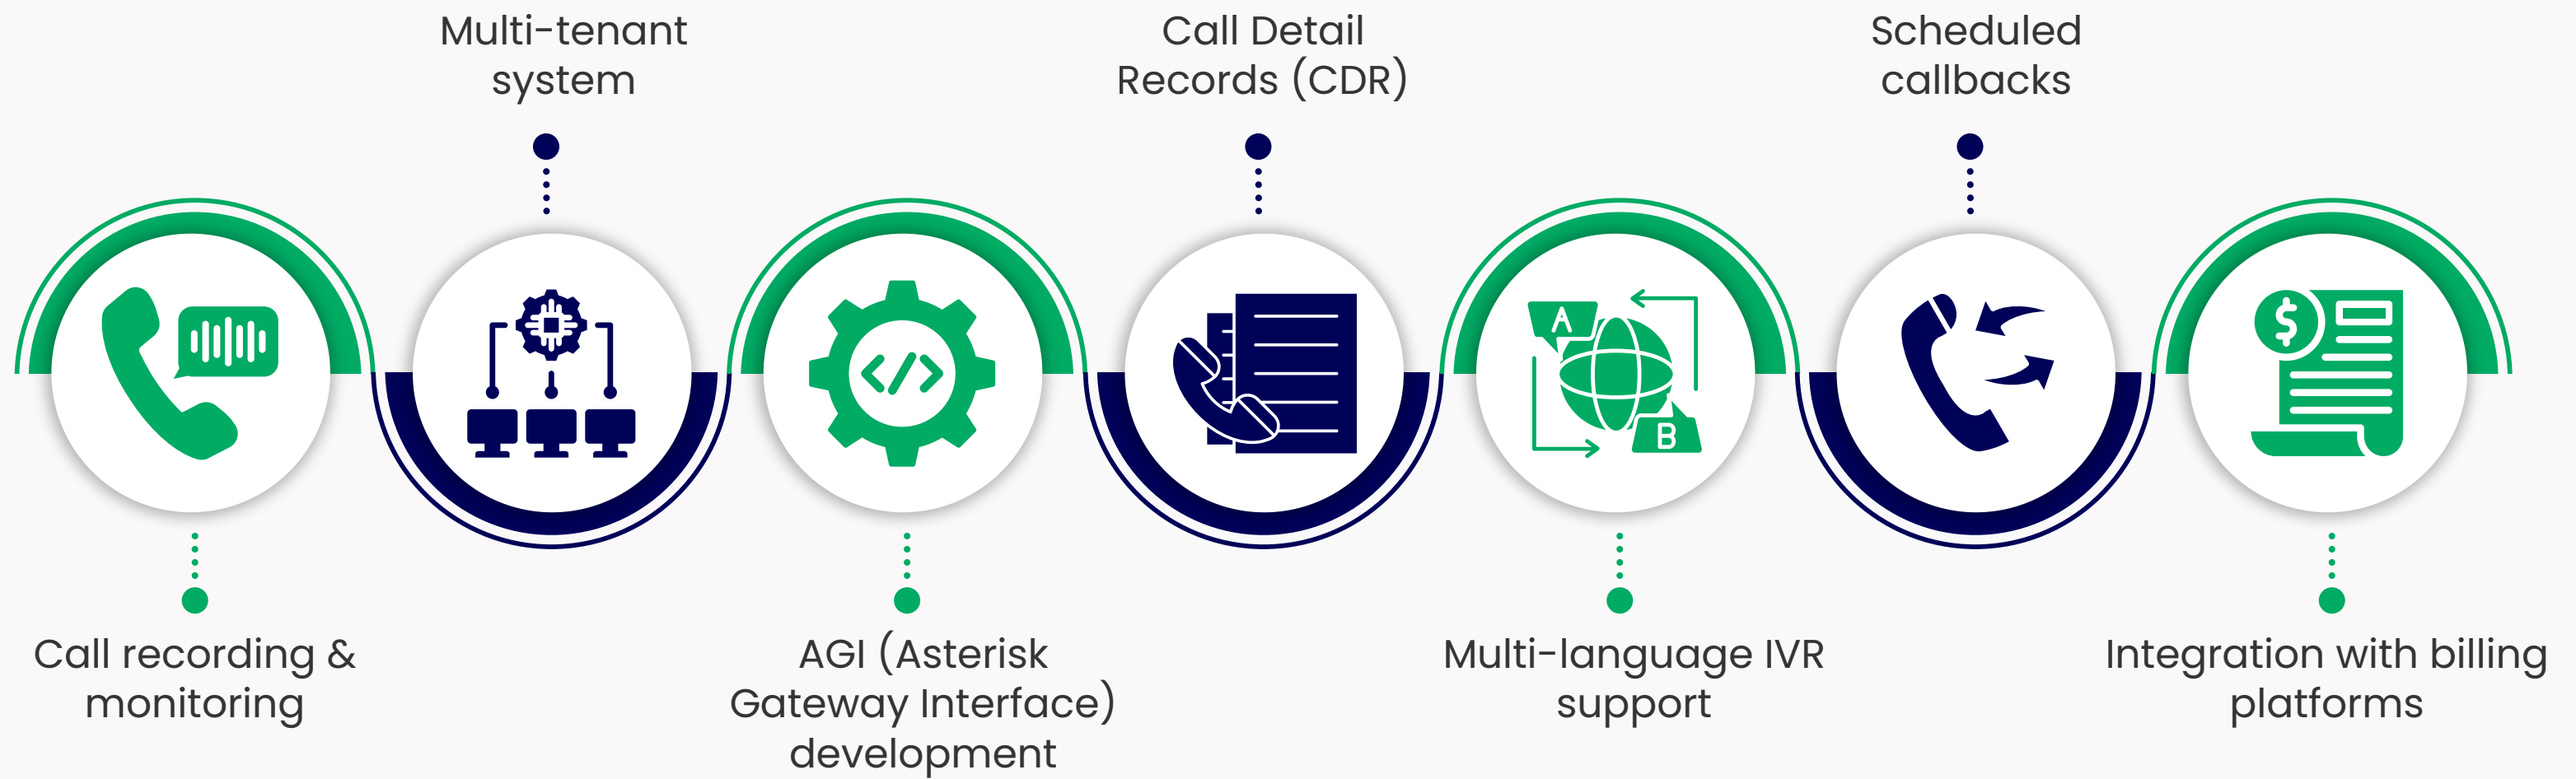 Multi-tenant
system
Call Detail
Records (CDR)
Scheduled
callbacks
A
B
$
</>
Call recording &
monitoring
AGI (Asterisk
Gateway Interface)
development
Multi-language IVR
support
Integration with billing
platforms